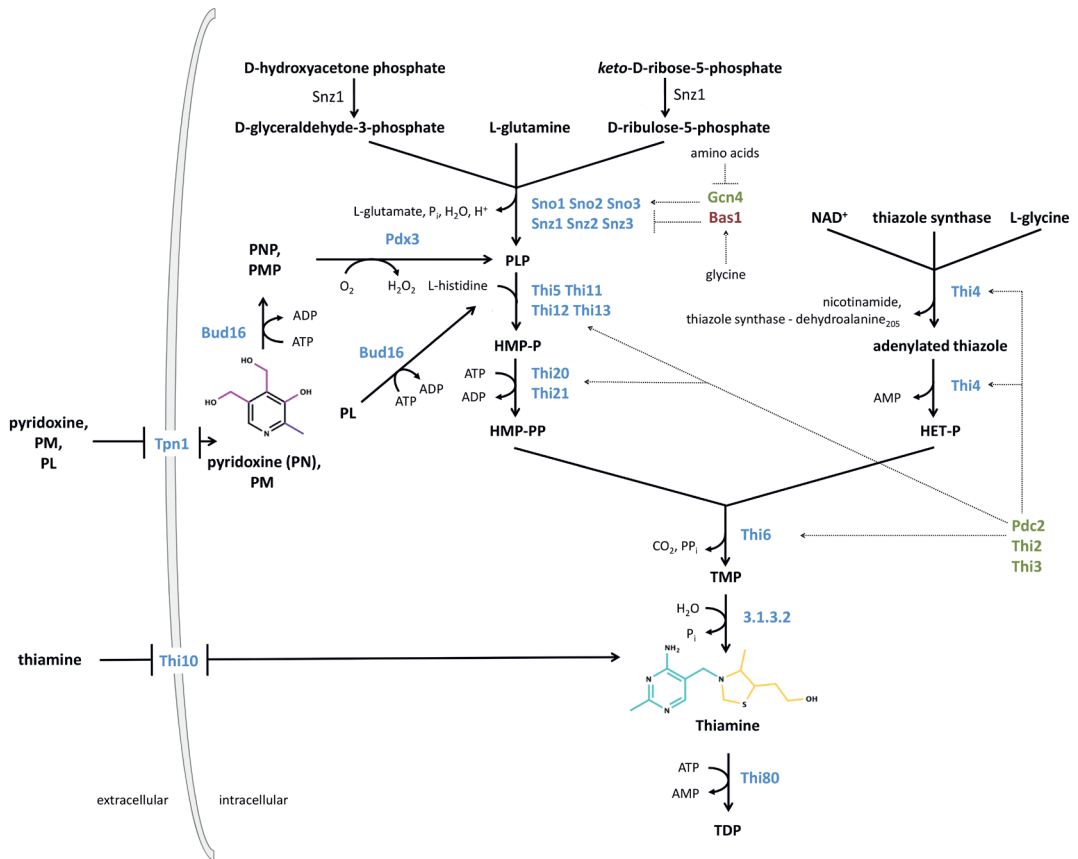 D-hydroxyacetone phosphate
keto-D-ribose-5-phosphate
Snz1
Snz1
D-glyceraldehyde-3-phosphate
L-glutamine
D-ribulose-5-phosphate
amino acids
L-glutamate, Pi, H2O, H+
Sno1 Sno2 Sno3
Snz1 Snz2 Snz3
Gcn4
Bas1
glycine
NAD+
thiazole synthase
L-glycine
PNP,
PMP
Pdx3
O2
H2O2
PLP
L-histidine
Thi5 Thi11
Thi12 Thi13
Thi4
nicotinamide,
thiazole synthase - dehydroalanine205
adenylated thiazole
Bud16
ADP
ATP
HO
HO
OH
N
Bud16
ADP
ATP
PL
HMP-P
ATP
ADP
Thi20
Thi21
HMP-PP
Thi4
AMP
HET-P
pyridoxine,
PM,
PL
Tpn1
pyridoxine (PN),
PM
Thi6
CO2, PPi
Pdc2
Thi2
Thi3
TMP
H2O
Pi
3.1.3.2
thiamine
Thi10
NH2
N
N
N
S
OH
Thiamine
ATP
AMP
Thi80
TDP
extracellular
intracellular